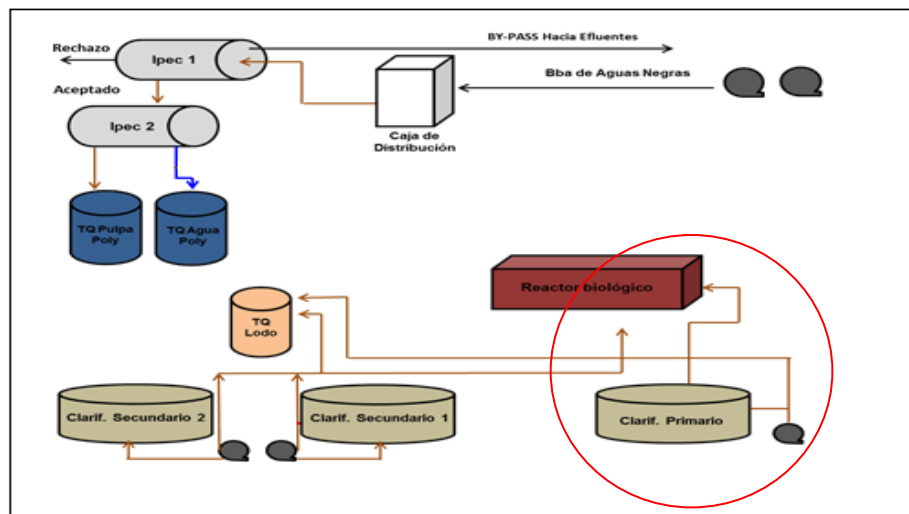 BY-PASS Hacia Efluentes
Rechazo
Ipec 1
Bba de Aguas Negras
Aceptado
Ipec 2
Caja de
Distribución
TQ Pulpa
Poly
TQ Agua
Poly
Reactor biológico
TQ
Lodo
Clarif. Secundario 2
Clarif. Secundario 1
Clarif. Primario